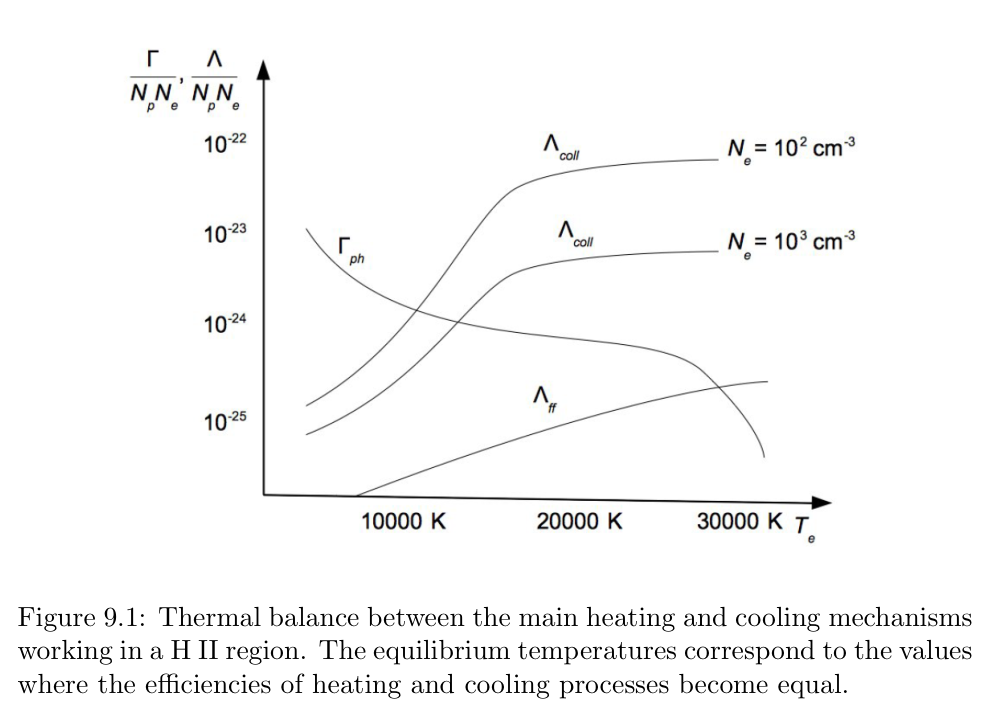 Γ/NₚNₑ, Λ/NₚNₑ
10⁻²²
Λcoll
Nₑ = 10² cm⁻³
10⁻²³
Γph
Λcoll
Nₑ = 10³ cm⁻³
10⁻²⁴
Λff
10⁻²⁵
10000 K 20000 K 30000 K Tₑ
Figure 9.1: Thermal balance between the main heating and cooling mechanisms
working in a H II region. The equilibrium temperatures correspond to the values
where the efficiencies of heating and cooling processes become equal.